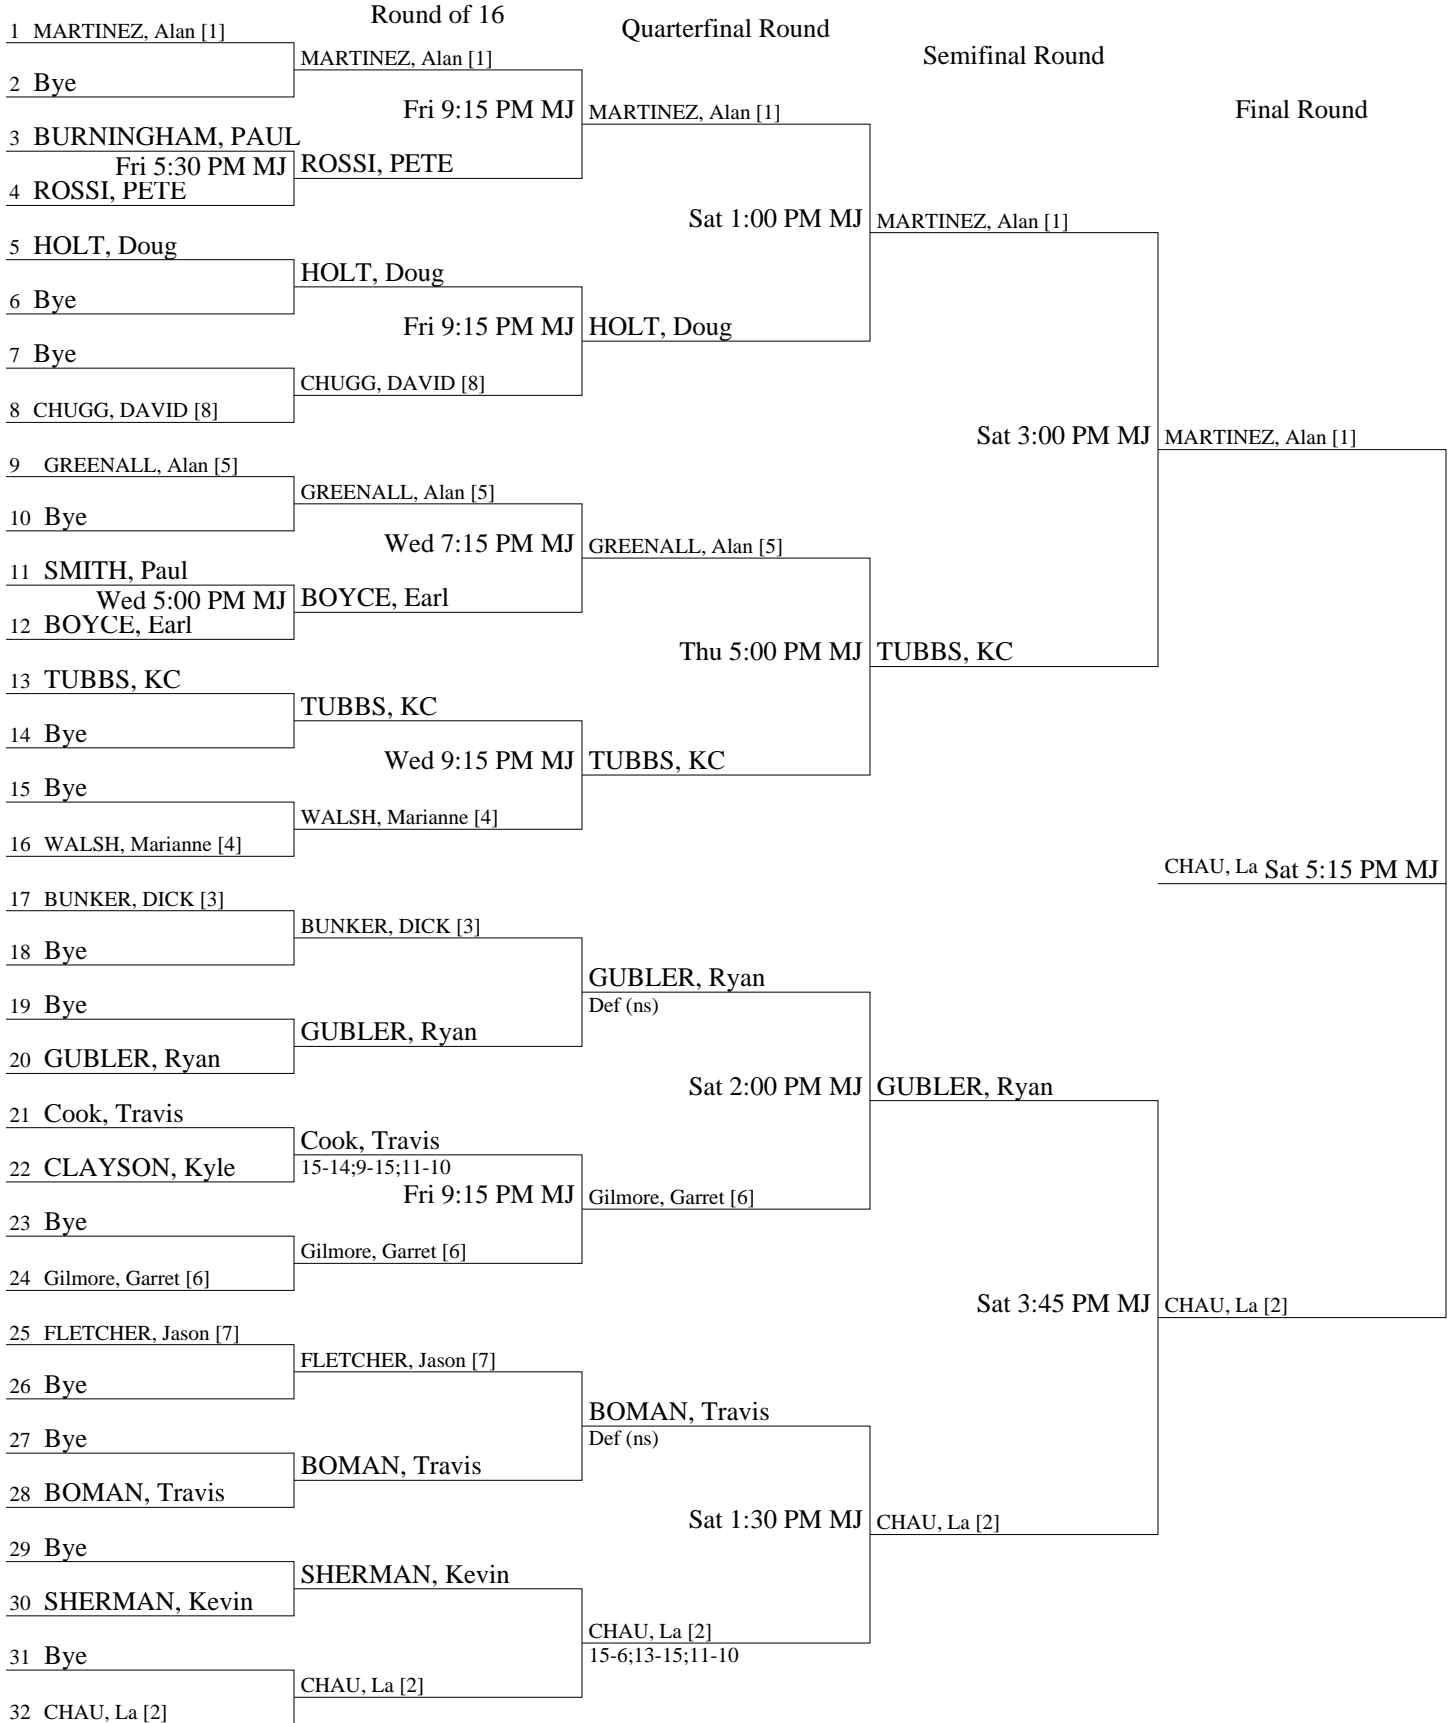 Round of 16
Quarterfinal Round
Semifinal Round
Final Round
1 MARTINEZ, Alan [1]
MARTINEZ, Alan [1]
2 Bye
Fri 9:15 PM MJ
MARTINEZ, Alan [1]
3 BURNINGHAM, PAUL
Fri 5:30 PM MJ
ROSSI, PETE
4 ROSSI, PETE
Sat 1:00 PM MJ
MARTINEZ, Alan [1]
5 HOLT, Doug
HOLT, Doug
6 Bye
Fri 9:15 PM MJ
HOLT, Doug
7 Bye
CHUGG, DAVID [8]
8 CHUGG, DAVID [8]
Sat 3:00 PM MJ
MARTINEZ, Alan [1]
9 GREENALL, Alan [5]
GREENALL, Alan [5]
10 Bye
Wed 7:15 PM MJ
GREENALL, Alan [5]
11 SMITH, Paul
Wed 5:00 PM MJ
BOYCE, Earl
12 BOYCE, Earl
Thu 5:00 PM MJ
TUBBS, KC
13 TUBBS, KC
TUBBS, KC
14 Bye
Wed 9:15 PM MJ
TUBBS, KC
15 Bye
WALSH, Marianne [4]
16 WALSH, Marianne [4]
CHAU, La
Sat 5:15 PM MJ
17 BUNKER, DICK [3]
BUNKER, DICK [3]
18 Bye
GUBLER, Ryan
Def (ns)
19 Bye
GUBLER, Ryan
20 GUBLER, Ryan
Sat 2:00 PM MJ
GUBLER, Ryan
21 Cook, Travis
Cook, Travis
15-14;9-15;11-10
22 CLAYSON, Kyle
Fri 9:15 PM MJ
Gilmore, Garret [6]
23 Bye
Gilmore, Garret [6]
24 Gilmore, Garret [6]
Sat 3:45 PM MJ
CHAU, La [2]
25 FLETCHER, Jason [7]
FLETCHER, Jason [7]
26 Bye
BOMAN, Travis
Def (ns)
27 Bye
BOMAN, Travis
28 BOMAN, Travis
Sat 1:30 PM MJ
CHAU, La [2]
29 Bye
SHERMAN, Kevin
30 SHERMAN, Kevin
CHAU, La [2]
15-6;13-15;11-10
31 Bye
CHAU, La [2]
32 CHAU, La [2]